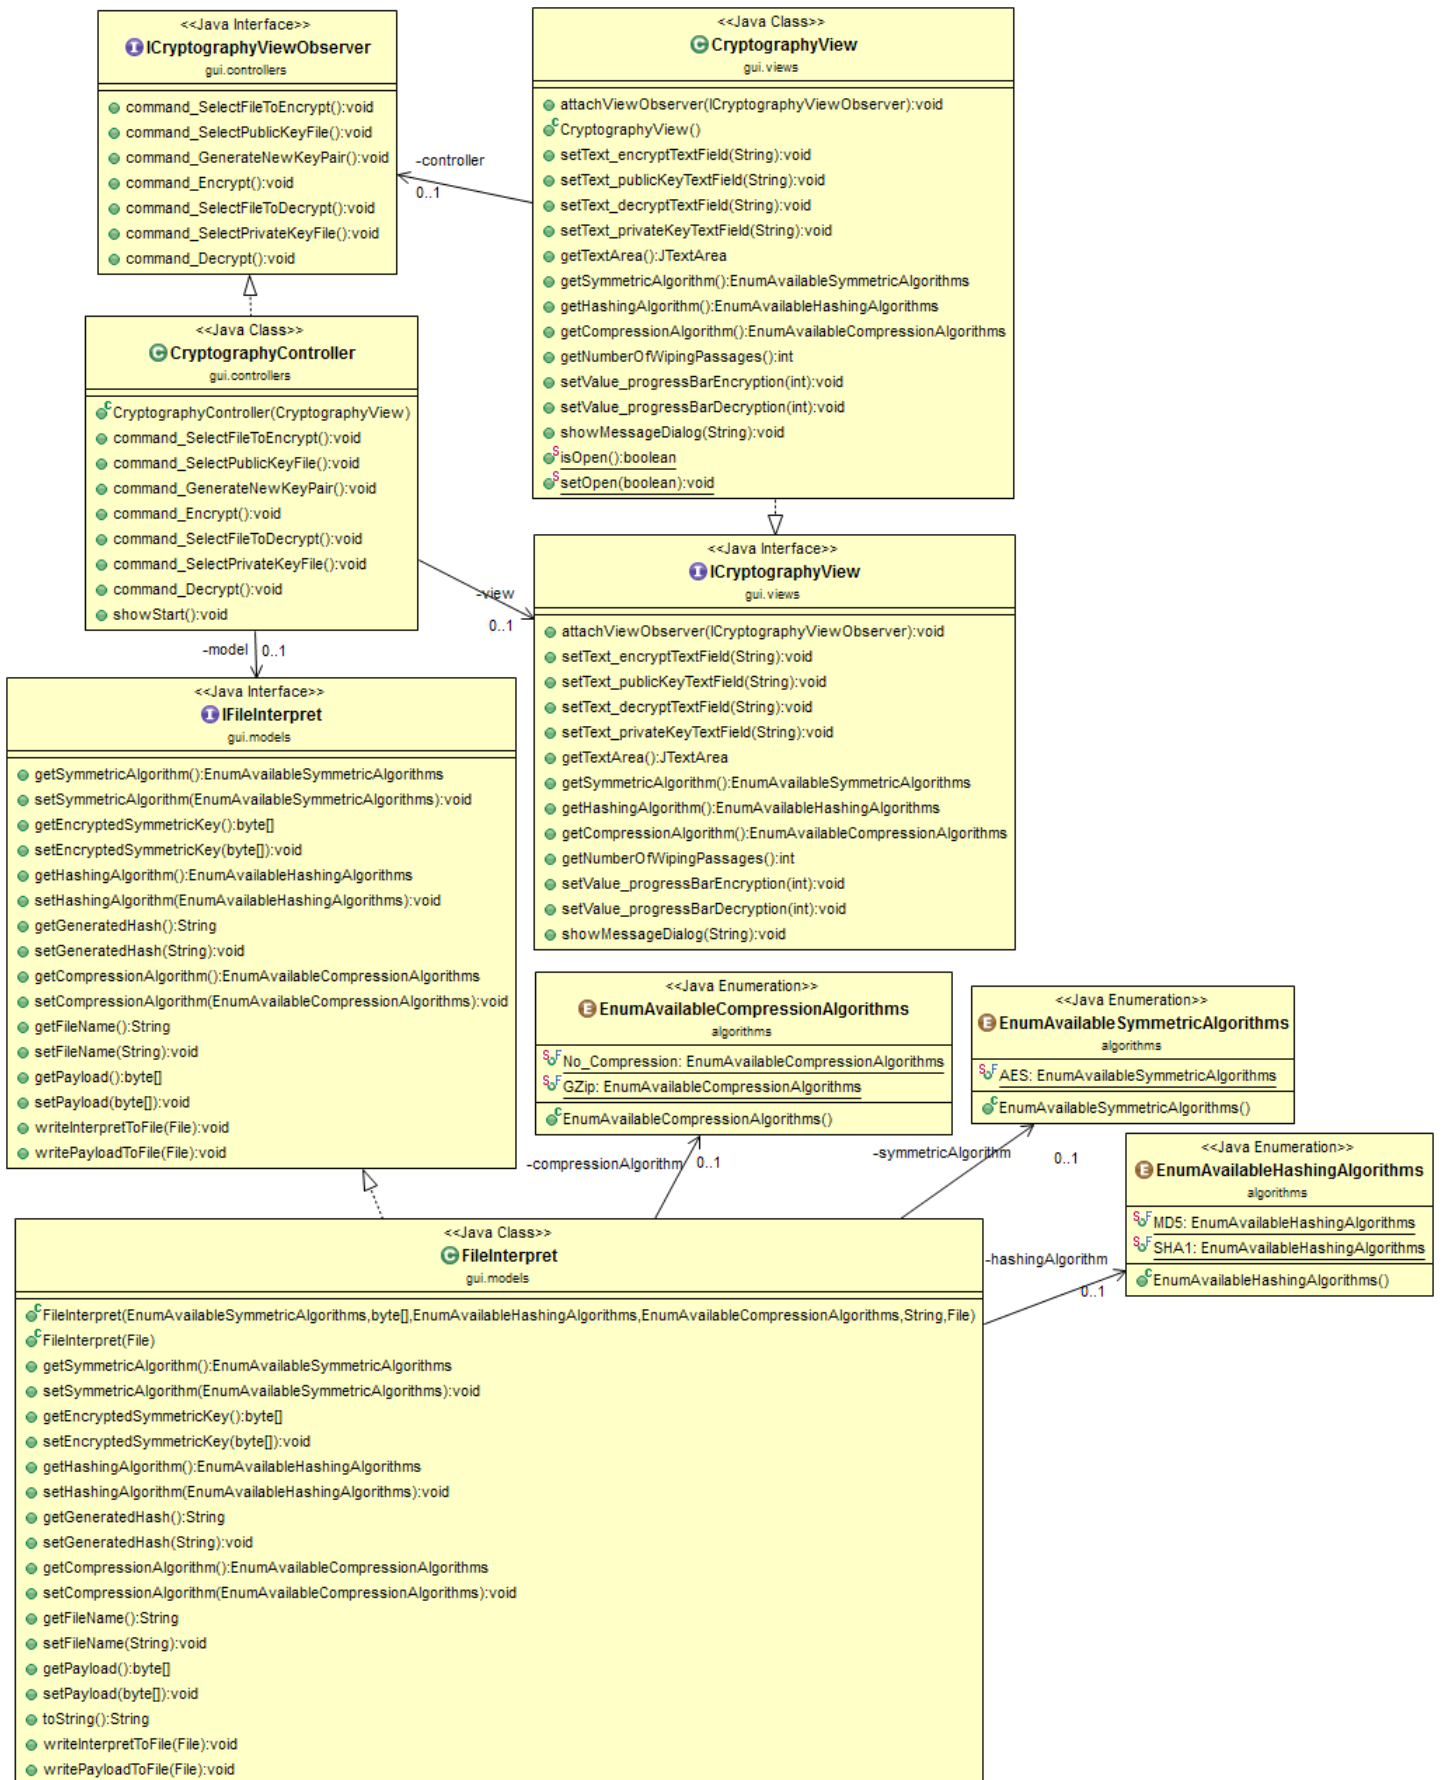 <<Java Interface>>
ICryptographyViewObserver
gui.controllers
command_SelectFileToEncrypt():void
command_SelectPublicKeyFile():void
command_GenerateNewKeyPair():void
command_Encrypt():void
command_SelectFileToDecrypt():void
command_SelectPrivateKeyFile():void
command_Decrypt():void
-controller
0..1
<<Java Class>>
CryptographyView
gui.views
attachViewObserver(ICryptographyViewObserver):void
CryptographyView()
setText_encryptTextField(String):void
setText_publicKeyTextField(String):void
setText_decryptTextField(String):void
setText_privateKeyTextField(String):void
getTextArea():JTextArea
getSymmetricAlgorithm():EnumAvailableSymmetricAlgorithms
getHashingAlgorithm():EnumAvailableHashingAlgorithms
getCompressionAlgorithm():EnumAvailableCompressionAlgorithms
getNumberOfWipingPassages():int
setValue_progressBarEncryption(int):void
setValue_progressBarDecryption(int):void
showMessageDialog(String):void
isOpen():boolean
setOpen(boolean):void
<<Java Class>>
CryptographyController
gui.controllers
CryptographyController(CryptographyView)
command_SelectFileToEncrypt():void
command_SelectPublicKeyFile():void
command_GenerateNewKeyPair():void
command_Encrypt():void
command_SelectFileToDecrypt():void
command_SelectPrivateKeyFile():void
command_Decrypt():void
showStart():void
-view
0..1
-model
0..1
<<Java Interface>>
ICryptographyView
gui.views
attachViewObserver(ICryptographyViewObserver):void
setText_encryptTextField(String):void
setText_publicKeyTextField(String):void
setText_decryptTextField(String):void
setText_privateKeyTextField(String):void
getTextArea():JTextArea
getSymmetricAlgorithm():EnumAvailableSymmetricAlgorithms
getHashingAlgorithm():EnumAvailableHashingAlgorithms
getCompressionAlgorithm():EnumAvailableCompressionAlgorithms
getNumberOfWipingPassages():int
setValue_progressBarEncryption(int):void
setValue_progressBarDecryption(int):void
showMessageDialog(String):void
<<Java Interface>>
IFileInterpret
gui.models
getSymmetricAlgorithm():EnumAvailableSymmetricAlgorithms
setSymmetricAlgorithm(EnumAvailableSymmetricAlgorithms):void
getEncryptedSymmetricKey():byte[]
setEncryptedSymmetricKey(byte[]):void
getHashingAlgorithm():EnumAvailableHashingAlgorithms
setHashingAlgorithm(EnumAvailableHashingAlgorithms):void
getGeneratedHash():String
setGeneratedHash(String):void
getCompressionAlgorithm():EnumAvailableCompressionAlgorithms
setCompressionAlgorithm(EnumAvailableCompressionAlgorithms):void
getFileName():String
setFileName(String):void
getPayload():byte[]
setPayload(byte[]):void
writeInterpretToFile(File):void
writePayloadToFile(File):void
<<Java Enumeration>>
EnumAvailableCompressionAlgorithms
algorithms
No_Compression: EnumAvailableCompressionAlgorithms
GZip: EnumAvailableCompressionAlgorithms
EnumAvailableCompressionAlgorithms()
<<Java Enumeration>>
EnumAvailableSymmetricAlgorithms
algorithms
AES: EnumAvailableSymmetricAlgorithms
EnumAvailableSymmetricAlgorithms()
<<Java Enumeration>>
EnumAvailableHashingAlgorithms
algorithms
MD5: EnumAvailableHashingAlgorithms
SHA1: EnumAvailableHashingAlgorithms
EnumAvailableHashingAlgorithms()
-compressionAlgorithm
0..1
-symmetricAlgorithm
0..1
-hashingAlgorithm
0..1
<<Java Class>>
FileInterpret
gui.models
FileInterpret(EnumAvailableSymmetricAlgorithms,byte[],EnumAvailableHashingAlgorithms,EnumAvailableCompressionAlgorithms,String,File)
FileInterpret(File)
getSymmetricAlgorithm():EnumAvailableSymmetricAlgorithms
setSymmetricAlgorithm(EnumAvailableSymmetricAlgorithms):void
getEncryptedSymmetricKey():byte[]
setEncryptedSymmetricKey(byte[]):void
getHashingAlgorithm():EnumAvailableHashingAlgorithms
setHashingAlgorithm(EnumAvailableHashingAlgorithms):void
getGeneratedHash():String
setGeneratedHash(String):void
getCompressionAlgorithm():EnumAvailableCompressionAlgorithms
setCompressionAlgorithm(EnumAvailableCompressionAlgorithms):void
getFileName():String
setFileName(String):void
getPayload():byte[]
setPayload(byte[]):void
toString():String
writeInterpretToFile(File):void
writePayloadToFile(File):void